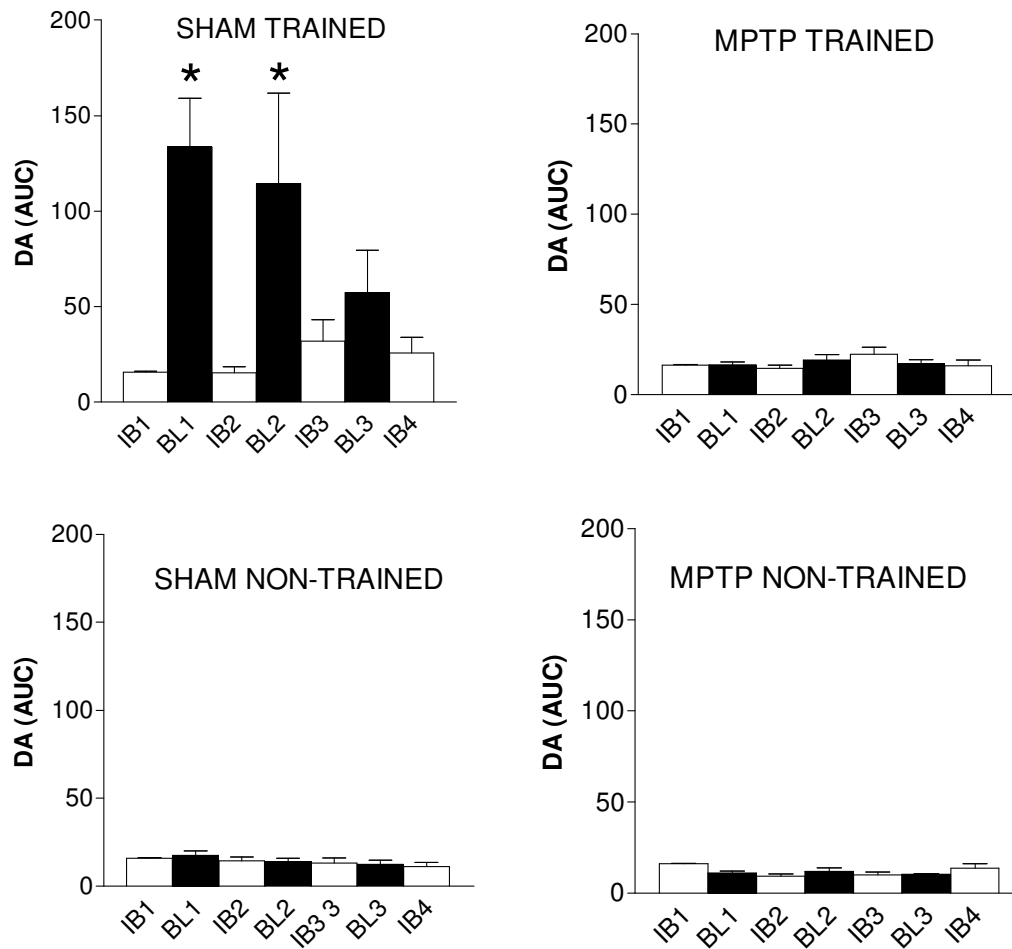 SHAM TRAINED
200
150
100
50
0
DA (AUC)
* *
IB1 BL1 IB2 BL2 IB3 BL3 IB4
MPTP TRAINED
200
150
100
50
0
DA (AUC)
IB1 BL1 IB2 BL2 IB3 BL3 IB4
SHAM NON-TRAINED
200
150
100
50
0
DA (AUC)
IB1 BL1 IB2 BL2 IB3 3 BL3 IB4
MPTP NON-TRAINED
200
150
100
50
0
DA (AUC)
IB1 BL1 IB2 BL2 IB3 BL3 IB4